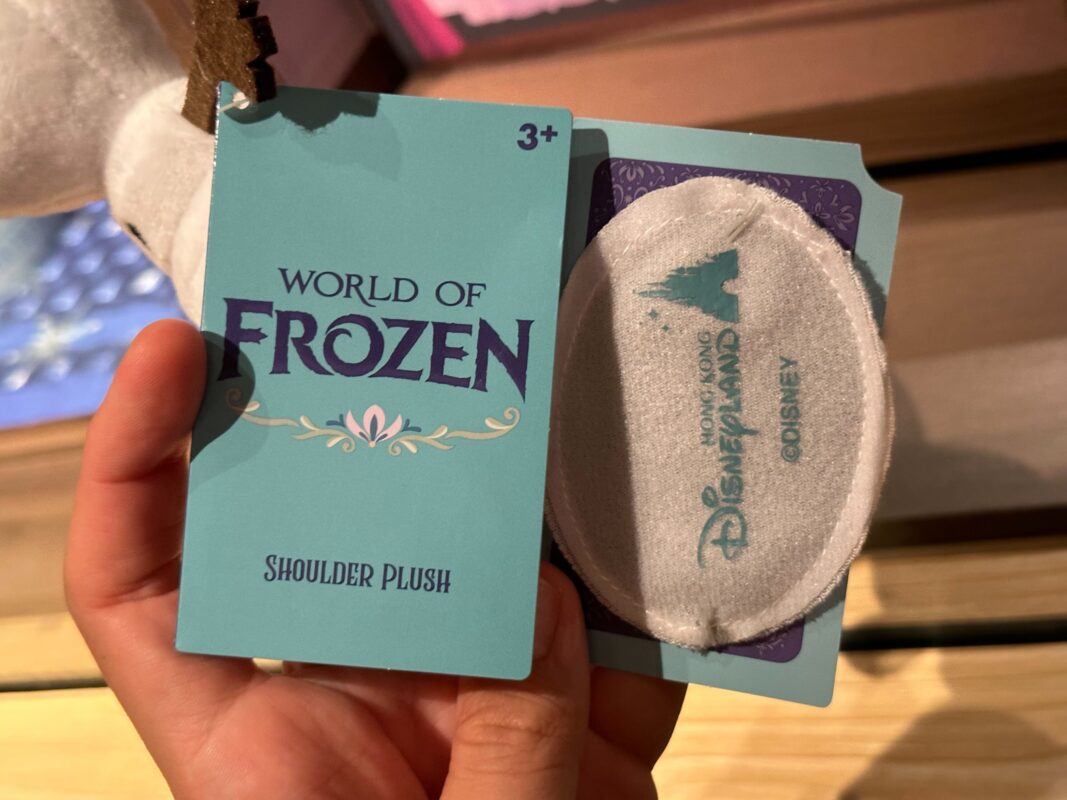 3+
WORLD OF
FROZEN
SHOULDER PLUSH
HONG KONG
DISNEYLAND
©DISNEY